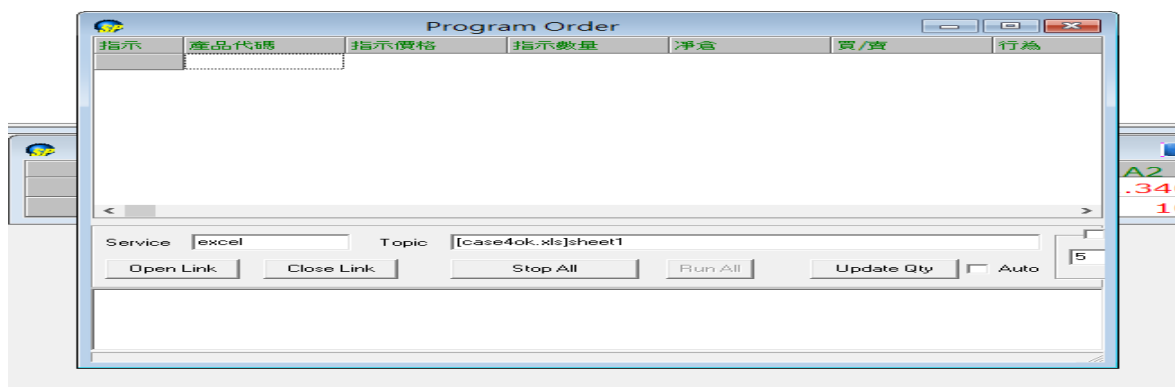 Program Order
指示 產品代碼 指示價格 指示數量 淨倉 買/賣 行為
A2
.34
1
Service excel Topic [case4ok.xls]sheet1
Open Link Close Link Stop All Run All Update Qty Auto 5